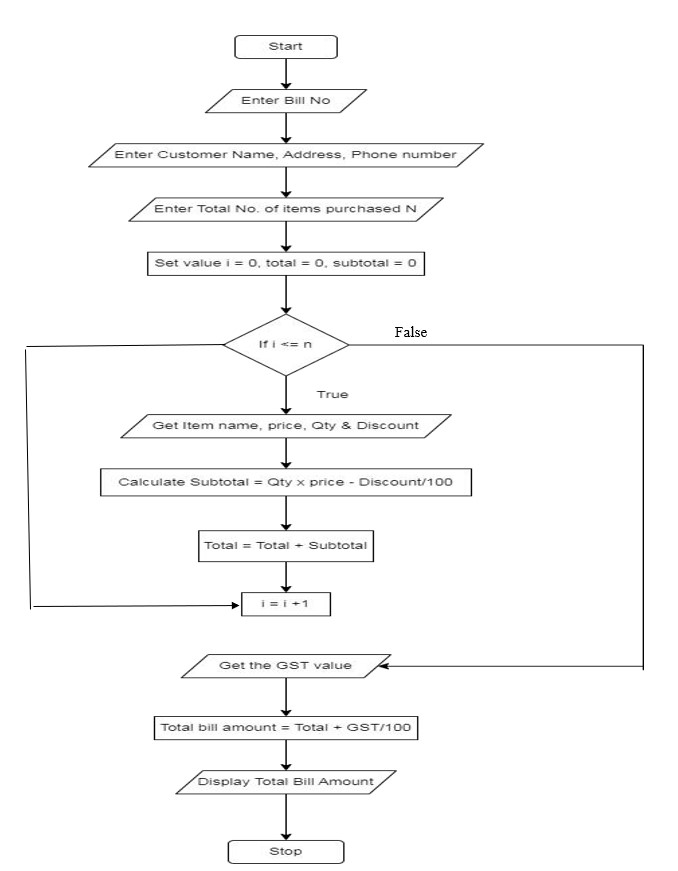 Start
Enter Bill No
Enter Customer Name, Address, Phone number
Enter Total No. of items purchased N
Set value i = 0, total = 0, subtotal = 0
If i <= n
False
True
Get Item name, price, Qty & Discount
Calculate Subtotal = Qty x price - Discount/100
Total = Total + Subtotal
i = i +1
Get the GST value
Total bill amount = Total + GST/100
Display Total Bill Amount
Stop